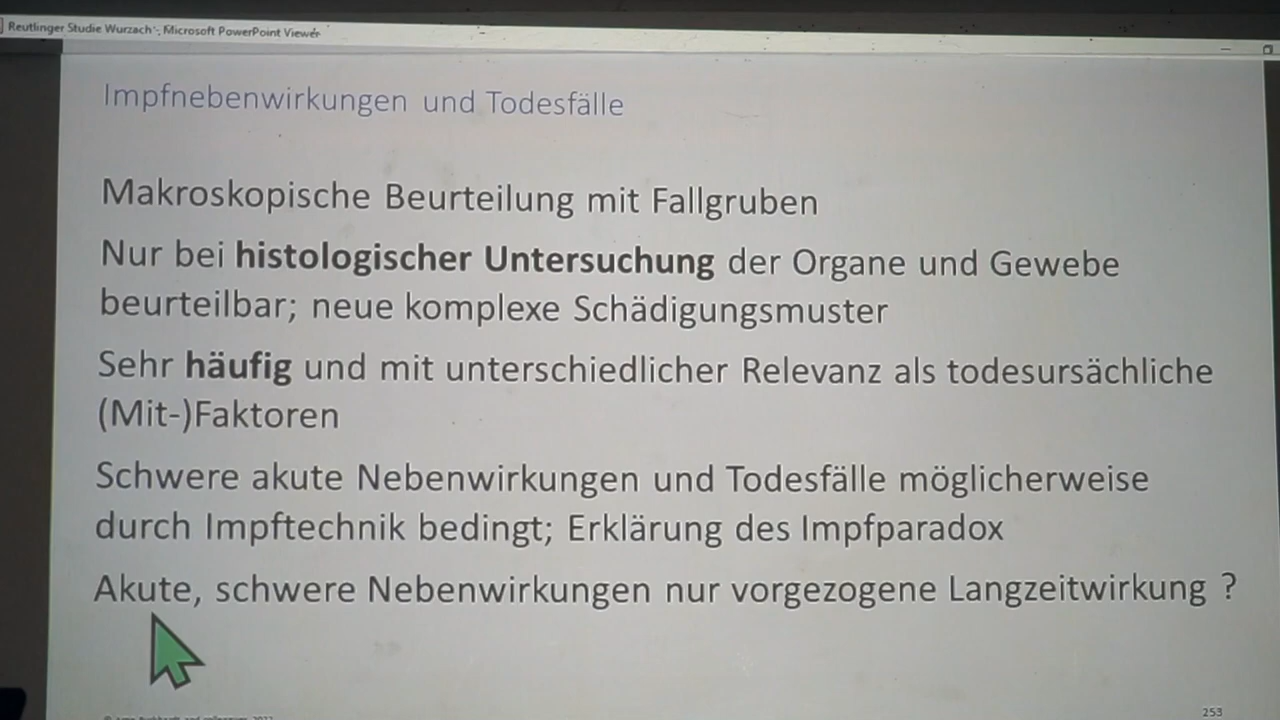 Reutlinger Studie Wurzach - Microsoft PowerPoint Viewer
Impfnebenwirkungen und Todesfälle
Makroskopische Beurteilung mit Fallgruben
Nur bei histologischer Untersuchung der Organe und Gewebe
beurteilbar; neue komplexe Schädigungsmuster
Sehr häufig und mit unterschiedlicher Relevanz als todesursächliche
(Mit-)Faktoren
Schwere akute Nebenwirkungen und Todesfälle möglicherweise
durch Impftechnik bedingt; Erklärung des Impfparadox
Akute, schwere Nebenwirkungen nur vorgezogene Langzeitwirkung ?
253